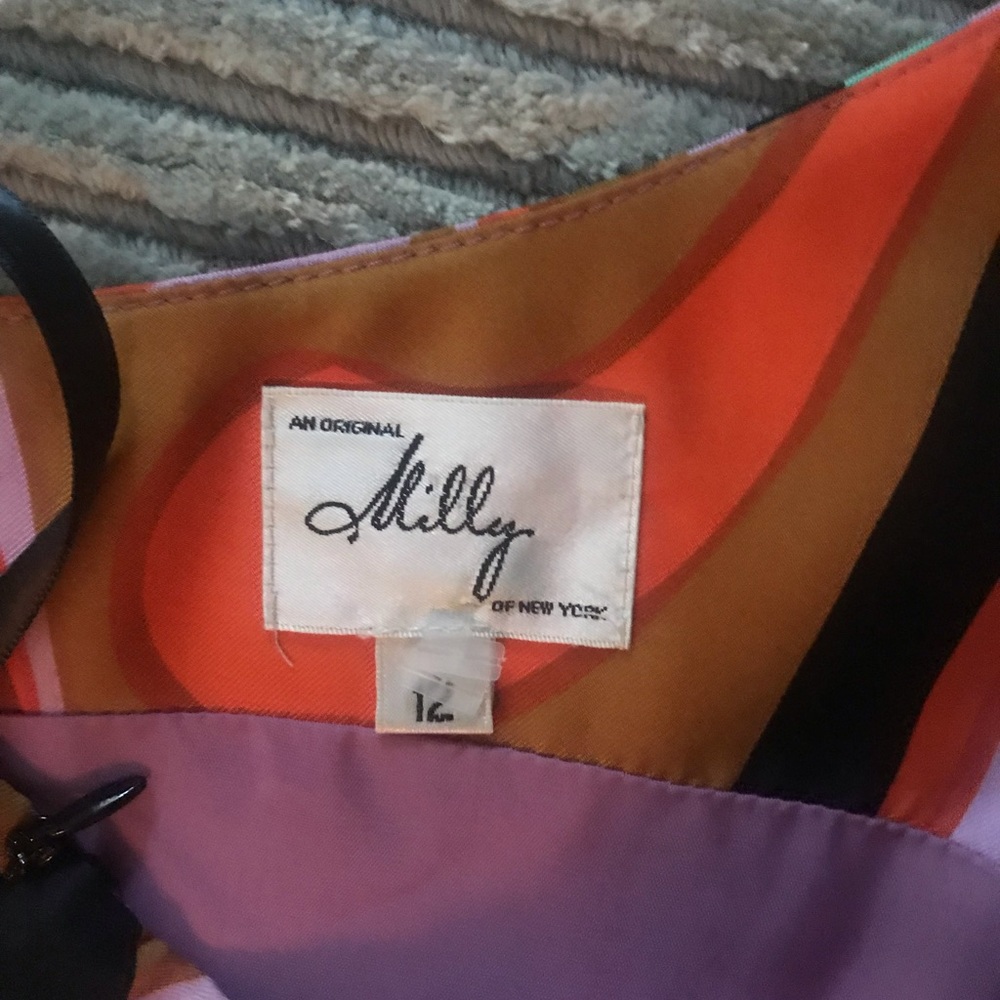 AN ORIGINAL
Milly
OF NEW YORK
12